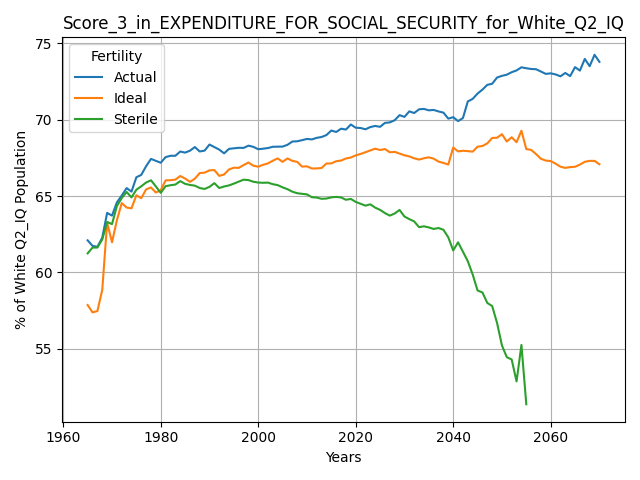 Score_3_in_EXPENDITURE_FOR_SOCIAL_SECURITY_for_White_Q2_IQ
Fertility
Actual
Ideal
Sterile
% of White Q2_IQ Population
75
70
65
60
55
1960
1980
2000
2020
2040
2060
Years